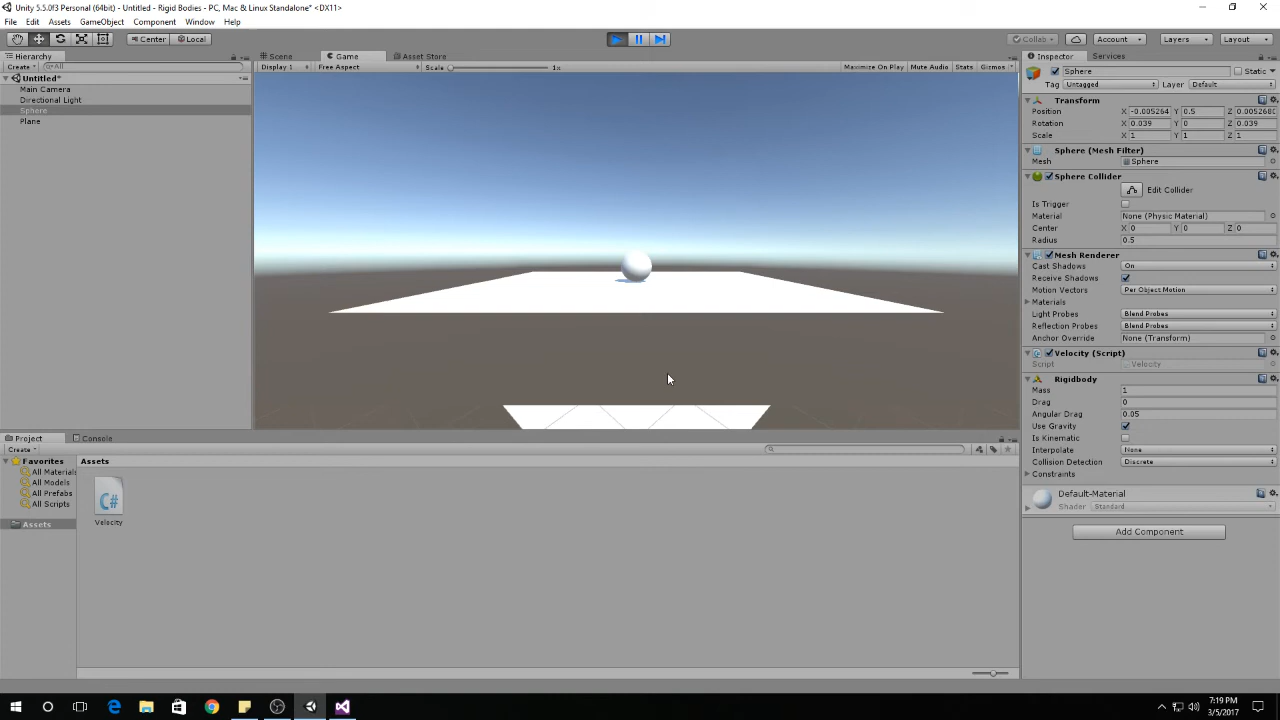 Unity 5.5.0f3 Personal (64bit) - Untitled - Rigid Bodies - PC, Mac & Linux Standalone* <DX11>
File Edit Assets GameObject Component Window Help
Center Local Collab Account Layers Layout
Hierarchy Scene Game Asset Store Inspector Services
Create All Display 1 Free Aspect Scale 1x Maximize On Play Mute Audio Stats Gizmos Sphere Static
Untitled*
Main Camera
Directional Light
Sphere
Plane
Tag Untagged Layer Default
Transform
Position X -0.005264 Y 0.5 Z 0.005268
Rotation X 0.039 Y 0 Z 0.039
Scale X 1 Y 1 Z 1
Sphere (Mesh Filter)
Mesh Sphere
Sphere Collider
Edit Collider
Is Trigger
Material None (Physic Material)
Center X 0 Y 0 Z 0
Radius 0.5
Mesh Renderer
Cast Shadows On
Receive Shadows
Motion Vectors Per Object Motion
Materials
Light Probes Blend Probes
Reflection Probes Blend Probes
Anchor Override None (Transform)
Velocity (Script)
Script Velocity
Rigidbody
Mass 1
Drag 0
Angular Drag 0.05
Use Gravity
Is Kinematic
Interpolate None
Collision Detection Discrete
Constraints
Default-Material
Shader Standard
Add Component
Project Console
Create
Favorites Assets
All Materials
All Models
All Prefabs
All Scripts
Assets
C#
Velocity
7:19 PM
3/5/2017